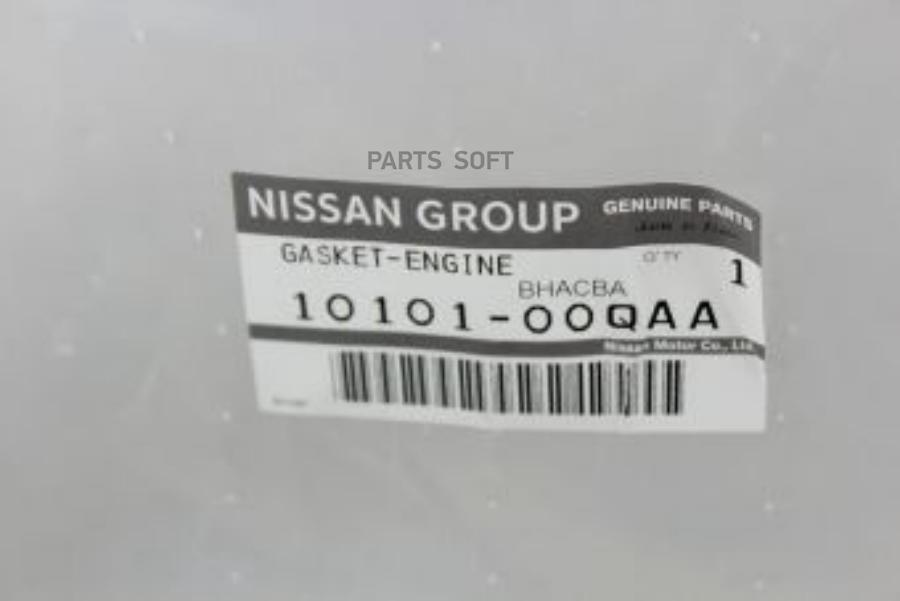 PARTS SOFT
NISSAN GROUP GENUINE PARTS
GASKET-ENGINE Q'TY 1
BHACBA
10101-00QAA
Nissan Motor Co., Ltd.